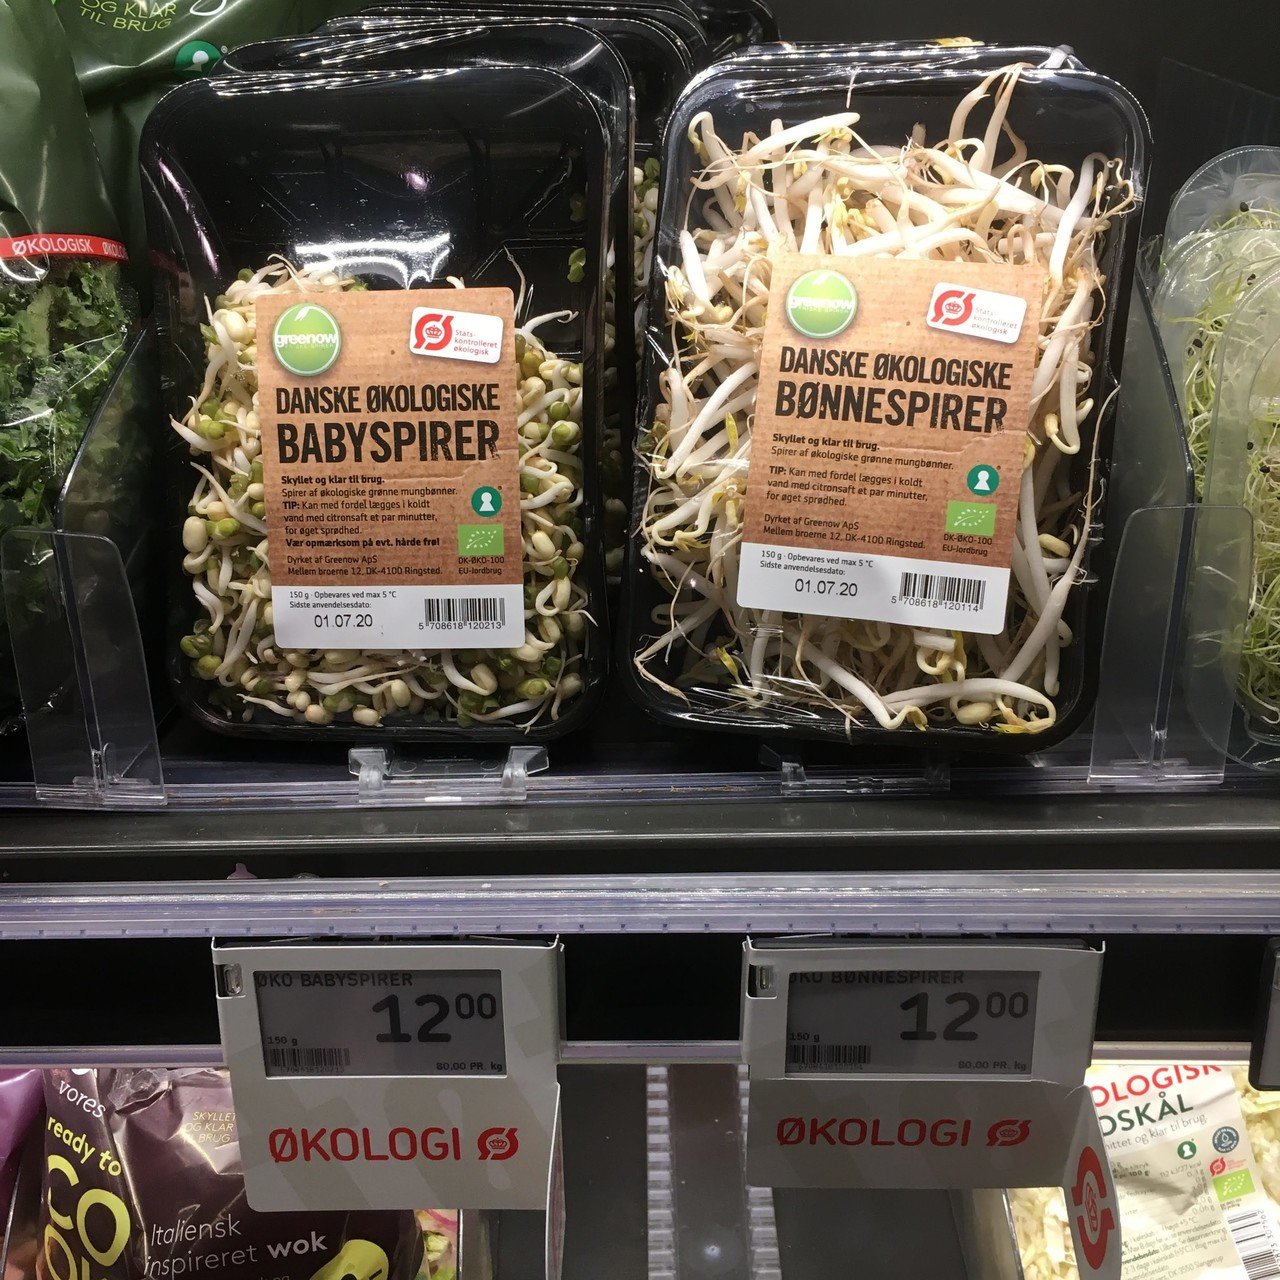 OG KLAR
TIL BRUG
ØKOLOGISK
greenow
Stats-
kontrolleret
økologisk
DANSKE ØKOLOGISKE
BABYSPIRER
Skyllet og klar til brug.
Spirer af økologiske grønne mungbønner.
TIP: Kan med fordel lægges i koldt
vand med citronsaft et par minutter,
for øget sprødhed.
Vær opmærksom på evt. hårde frø!
Dyrket af Greenow ApS
Mellem broerne 12, DK-4100 Ringsted.
DK-ØKO-100
EU-Jordbrug
150 g · Opbevares ved max 5 °C
Sidste anvendelsesdato:
01.07.20
5 708618 120213
greenow
Stats-
kontrolleret
økologisk
DANSKE ØKOLOGISKE
BØNNESPIRER
Skyllet og klar til brug.
Spirer af økologiske grønne mungbønner.
TIP: Kan med fordel lægges i koldt
vand med citronsaft et par minutter,
for øget sprødhed.
Dyrket af Greenow ApS
Mellem broerne 12, DK-4100 Ringsted.
DK-ØKO-100
EU-Jordbrug
150 g · Opbevares ved max 5 °C
Sidste anvendelsesdato:
01.07.20
5 708618 120114
ØKO BABYSPIRER
12 00
150 g
80.00 PR. kg
ØKOLOGI
ØKO BØNNESPIRER
12 00
150 g
80.00 PR. kg
ØKOLOGI
vores
ready to
SKYLLET
OG KLAR
TIL BRUG
Italiensk
inspireret wok
OLOGISK
OSKÅL
nittet og klar til brug.